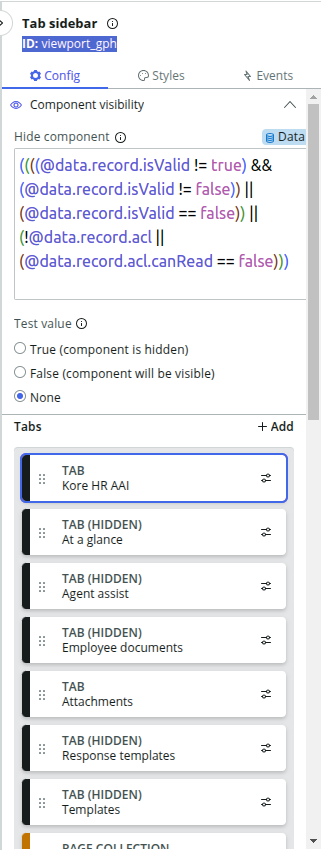 Tab sidebar
ID: viewport_gph
Config
Styles
Events
Component visibility
Hide component
Data
((((@data.record.isValid != true) &&
(@data.record.isValid != false)) ||
(@data.record.isValid == false)) ||
(!@data.record.acl ||
(@data.record.acl.canRead == false)))
Test value
True (component is hidden)
False (component will be visible)
None
Tabs
+ Add
TAB
Kore HR AAI
TAB (HIDDEN)
At a glance
TAB (HIDDEN)
Agent assist
TAB (HIDDEN)
Employee documents
TAB
Attachments
TAB (HIDDEN)
Response templates
TAB (HIDDEN)
Templates
PAGE COLLECTION